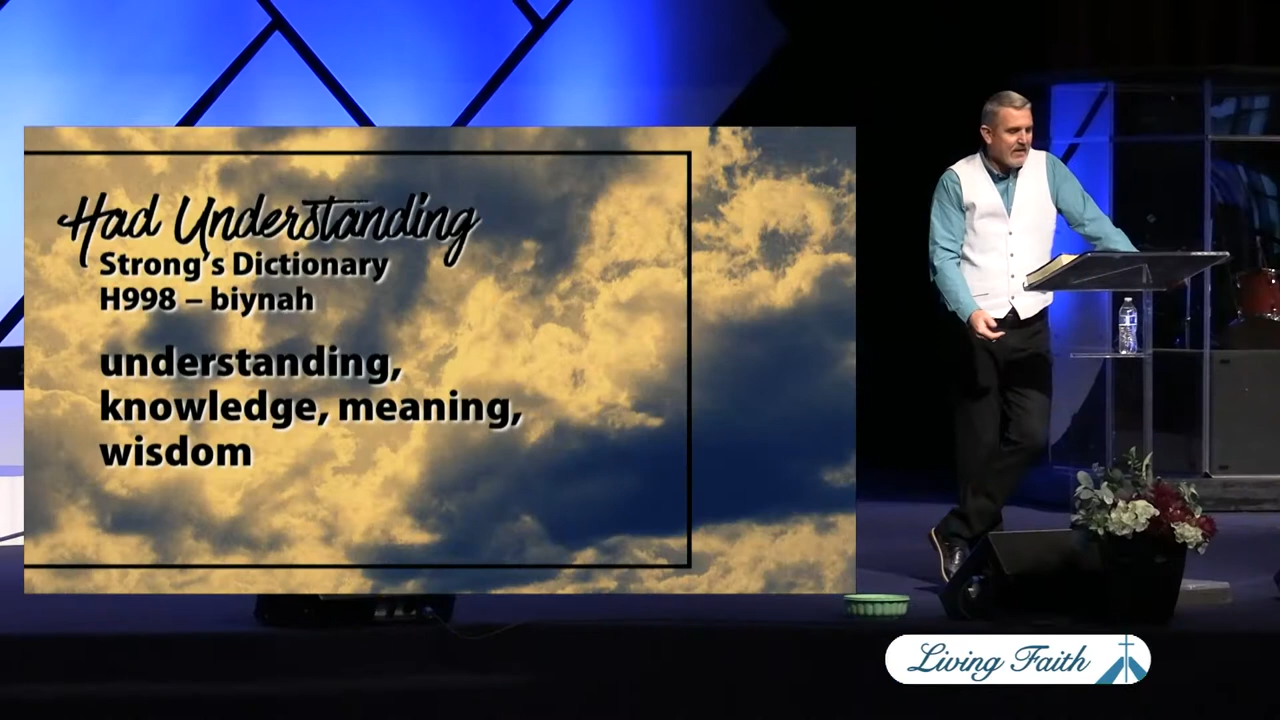 Had Understanding
Strong's Dictionary
H998 – biynah
understanding,
knowledge, meaning,
wisdom
Living Faith